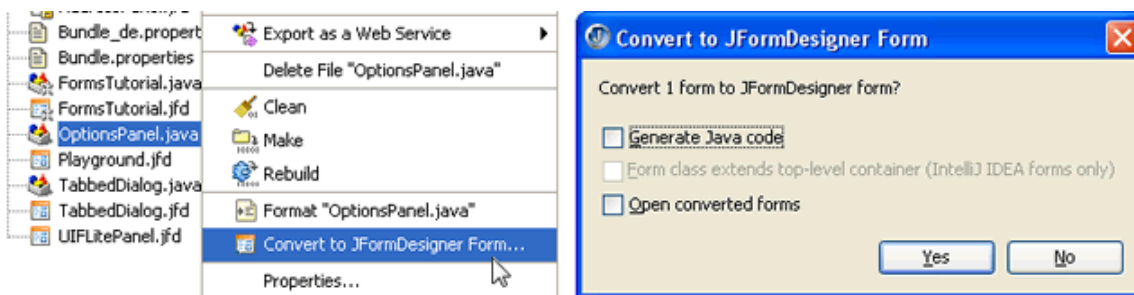 Bundle_de.propert
Bundle.properties
FormsTutorial.java
FormsTutorial.jfd
OptionsPanel.java
Playground.jfd
TabbedDialog.java
TabbedDialog.jfd
UIFLitePanel.jfd
Export as a Web Service
Delete File "OptionsPanel.java"
Clean
Make
Rebuild
Format "OptionsPanel.java"
Convert to JFormDesigner Form...
Properties...
Convert to JFormDesigner Form
Convert 1 form to JFormDesigner form?
Generate Java code
Form class extends top-level container (IntelliJ IDEA forms only)
Open converted forms
Yes
No